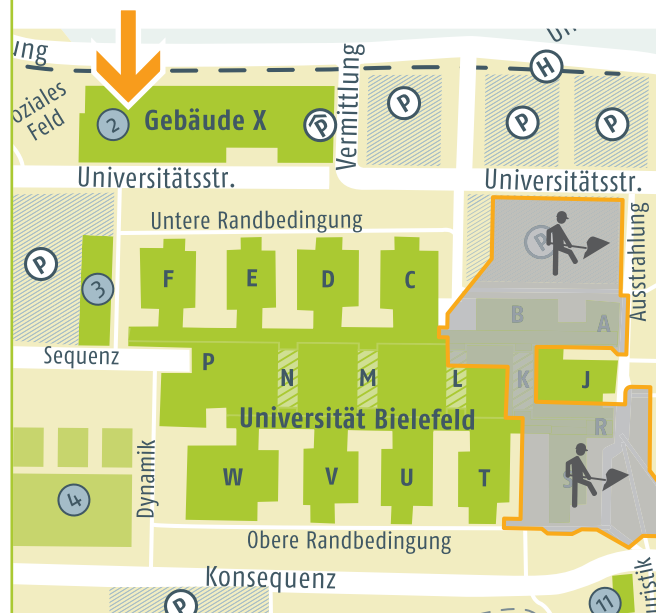 ung
H
oziales
Feld
2
Gebäude X
P
Vermittlung
P
P
P
Universitätsstr.
Universitätsstr.
Untere Randbedingung
Ausstrahlung
P
P
3
F
E
D
C
B
A
Sequenz
P
N
M
L
K
J
Universität Bielefeld
R
Dynamik
W
V
U
T
S
4
Obere Randbedingung
Konsequenz
uristik
P
11